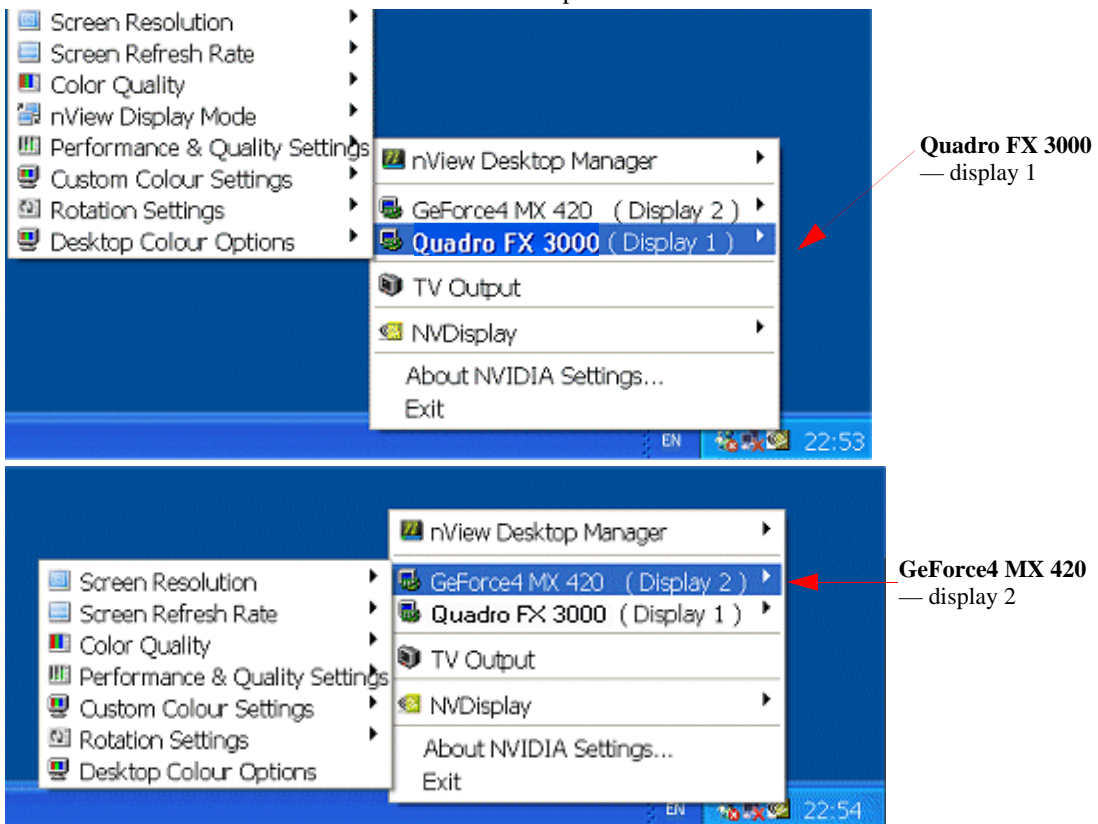 Screen Resolution
Screen Refresh Rate
Color Quality
nView Display Mode
Performance & Quality Settings
Custom Colour Settings
Rotation Settings
Desktop Colour Options
nView Desktop Manager
GeForce4 MX 420 ( Display 2 )
Quadro FX 3000 ( Display 1 )
TV Output
NVDisplay
About NVIDIA Settings...
Exit
EN 22:53
Quadro FX 3000
— display 1
nView Desktop Manager
GeForce4 MX 420 ( Display 2 )
Quadro FX 3000 ( Display 1 )
TV Output
NVDisplay
About NVIDIA Settings...
Exit
Screen Resolution
Screen Refresh Rate
Color Quality
Performance & Quality Settings
Custom Colour Settings
Rotation Settings
Desktop Colour Options
EN 22:54
GeForce4 MX 420
— display 2